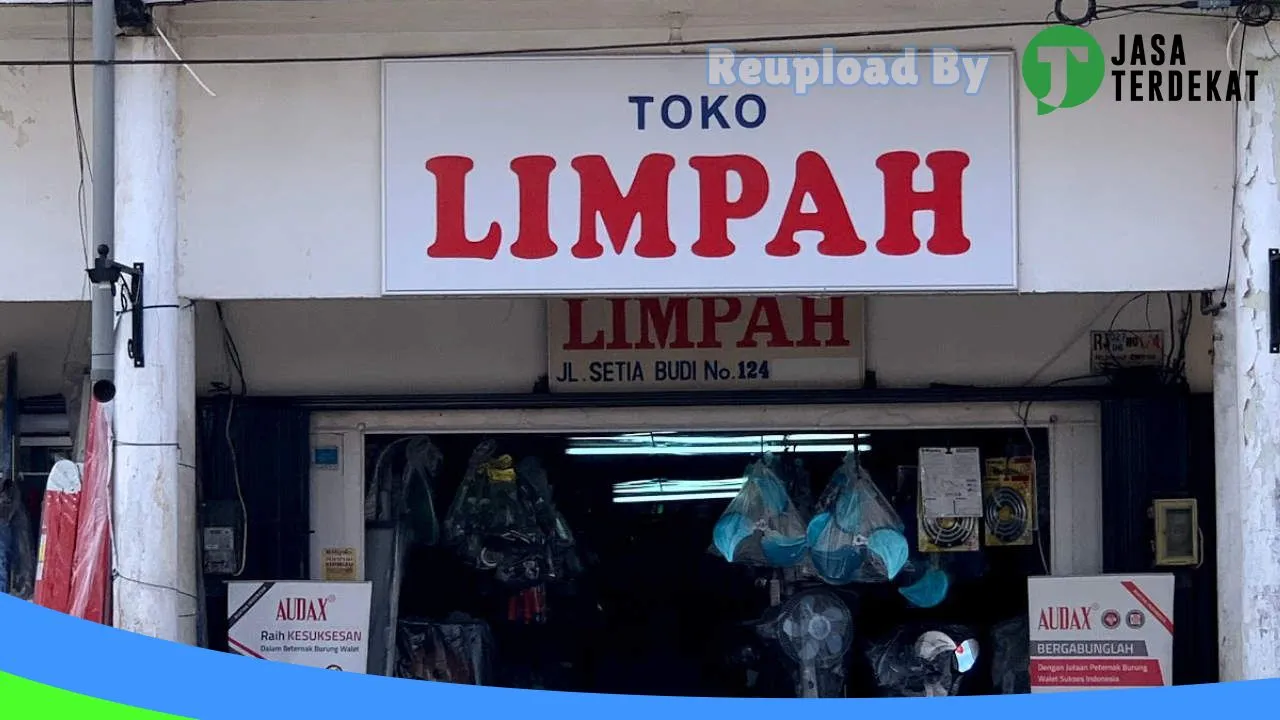 Reupload By
JASA
TERDEKAT
TOKO
LIMPAH
LIMPAH
JL. SETIA BUDI No. 124
AUDAX
Raih KESUKSESAN
Dalam Beternak Burung Walet
AUDAX
BERGABUNGLAH
Dengan Jutaan Peternak Burung
Walet Sukses Indonesia